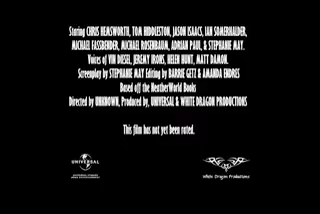 Starring CHRIS HEMSWORTH, TOM HIDDLESTON, JASON ISAACS, IAN SOMERHALDER,
MICHAEL FASSBENDER, MICHAEL ROSENBAUM, ADRIAN PAUL, & STEPHANIE MAY.
Voices of VIN DIESEL, JEREMY IRONS, HELEN HUNT, MATT DAMON.
Screenplay by STEPHANIE MAY Editing by BARRIE GETZ & AMANDA ENDRES
Based off the NeatherWorld Books
Directed by UNKNOWN, Produced by, UNIVERSAL & WHITE DRAGON PRODUCTIONS
This film has not yet been rated.
UNIVERSAL
White Dragon Productions